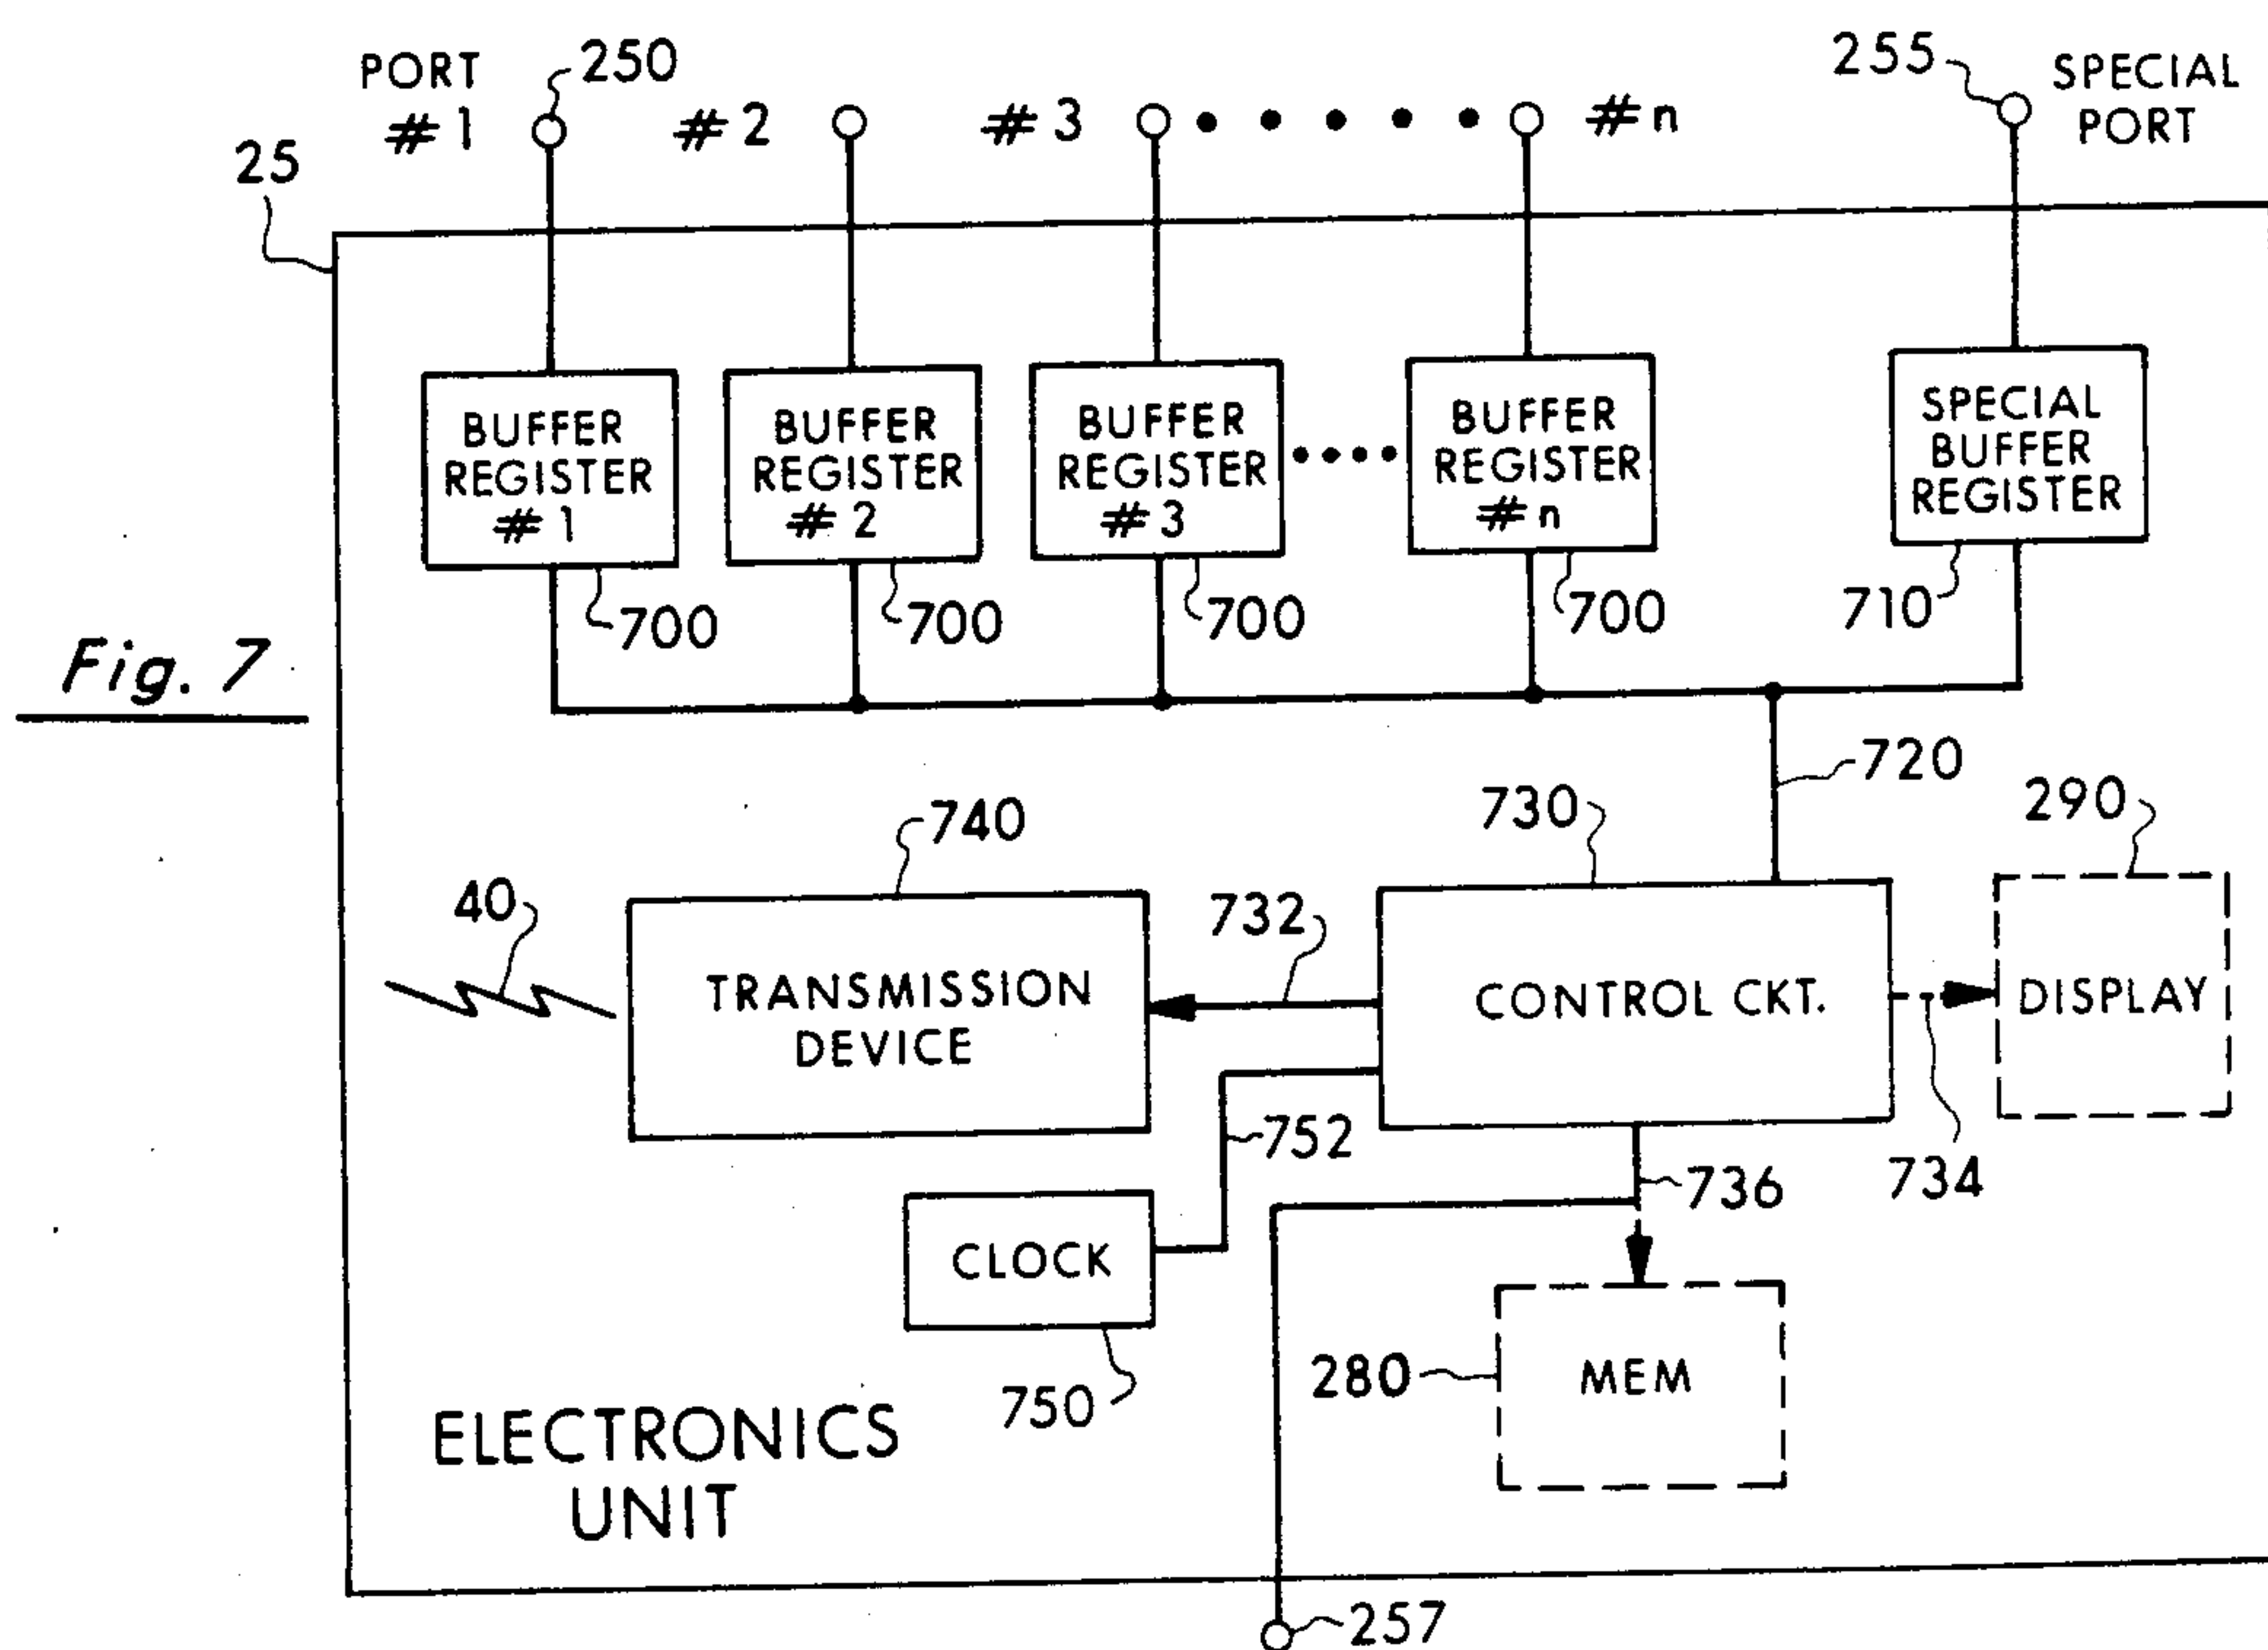 PORT
#1
250
#2
#3
#n
255
SPECIAL
PORT
25
BUFFER
REGISTER
#1
BUFFER
REGISTER
#2
BUFFER
REGISTER
#3
BUFFER
REGISTER
#n
SPECIAL
BUFFER
REGISTER
700
700
700
700
710
Fig. 7
720
730
290
740
40
732
TRANSMISSION
DEVICE
CONTROL CKT.
DISPLAY
752
736
734
CLOCK
280
MEM
750
ELECTRONICS
UNIT
257